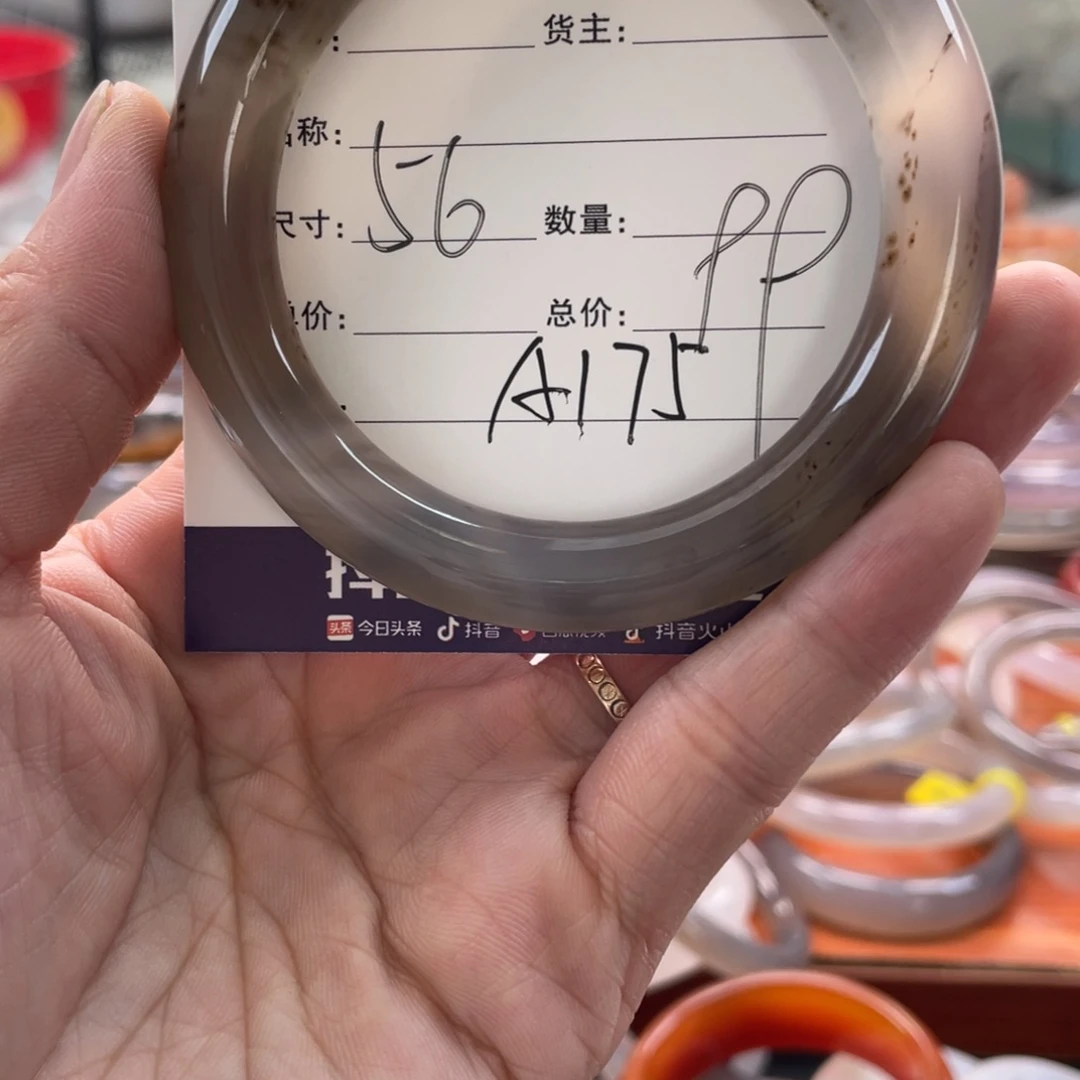 货主:
称:
尺寸: 56 数量:
价: 总价:
A175
头条 今日头条 抖音 抖音火山